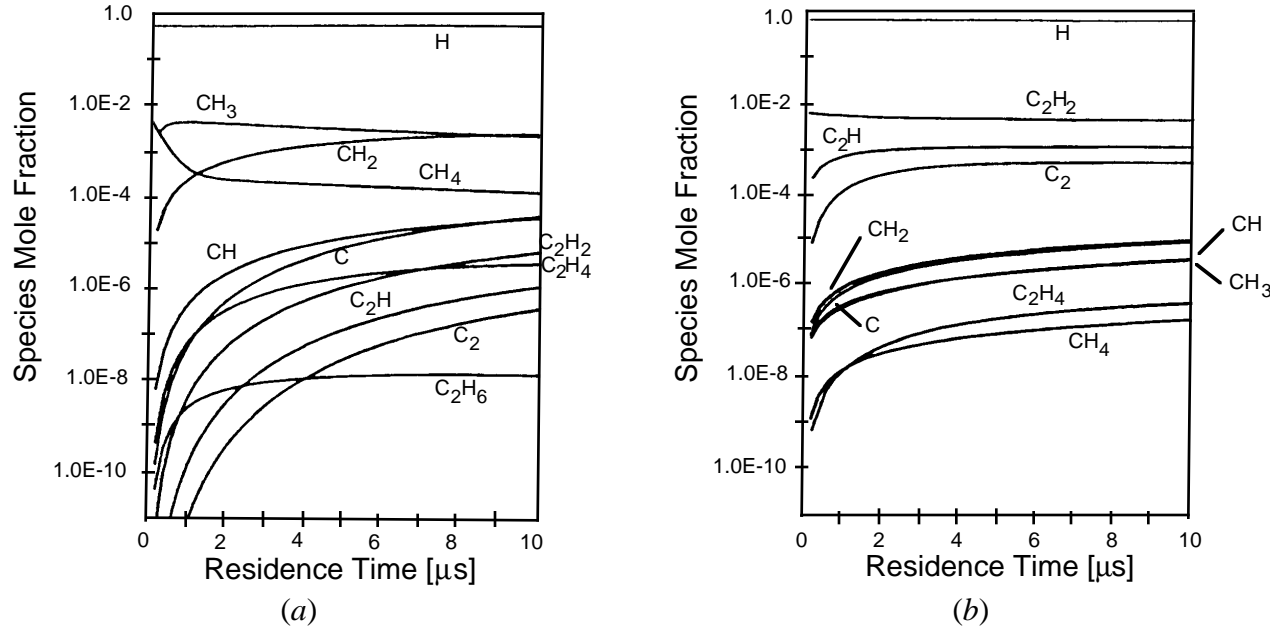 1.0
1.0E-2
1.0E-4
1.0E-6
1.0E-8
1.0E-10
Species Mole Fraction
H
CH3
CH2
CH4
CH
C
C2H2
C2H4
C2H
C2
C2H6
0 2 4 6 8 10
Residence Time [μs]
(a)
1.0
1.0E-2
1.0E-4
1.0E-6
1.0E-8
1.0E-10
Species Mole Fraction
H
C2H2
C2H
C2
CH2
CH
C
CH3
C2H4
CH4
0 2 4 6 8 10
Residence Time [μs]
(b)